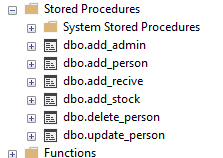 Stored Procedures
System Stored Procedures
dbo.add_admin
dbo.add_person
dbo.add_recive
dbo.add_stock
dbo.delete_person
dbo.update_person
Functions